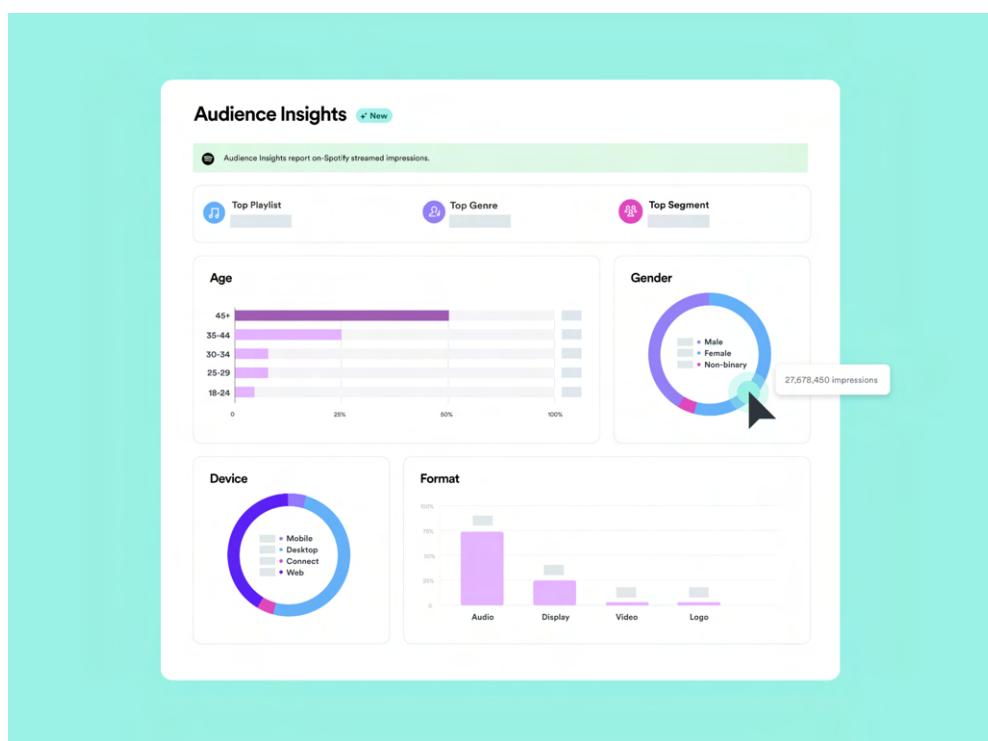 Audience Insights
New
Audience Insights report on-Spotify streamed impressions.
Top Playlist
Top Genre
Top Segment
Age
45+
35-44
30-34
25-29
18-24
0
25%
50%
100%
Gender
Male
Female
Non-binary
27,678,450 impressions
Device
Mobile
Desktop
Connect
Web
Format
100%
75%
50%
25%
0
Audio
Display
Video
Logo